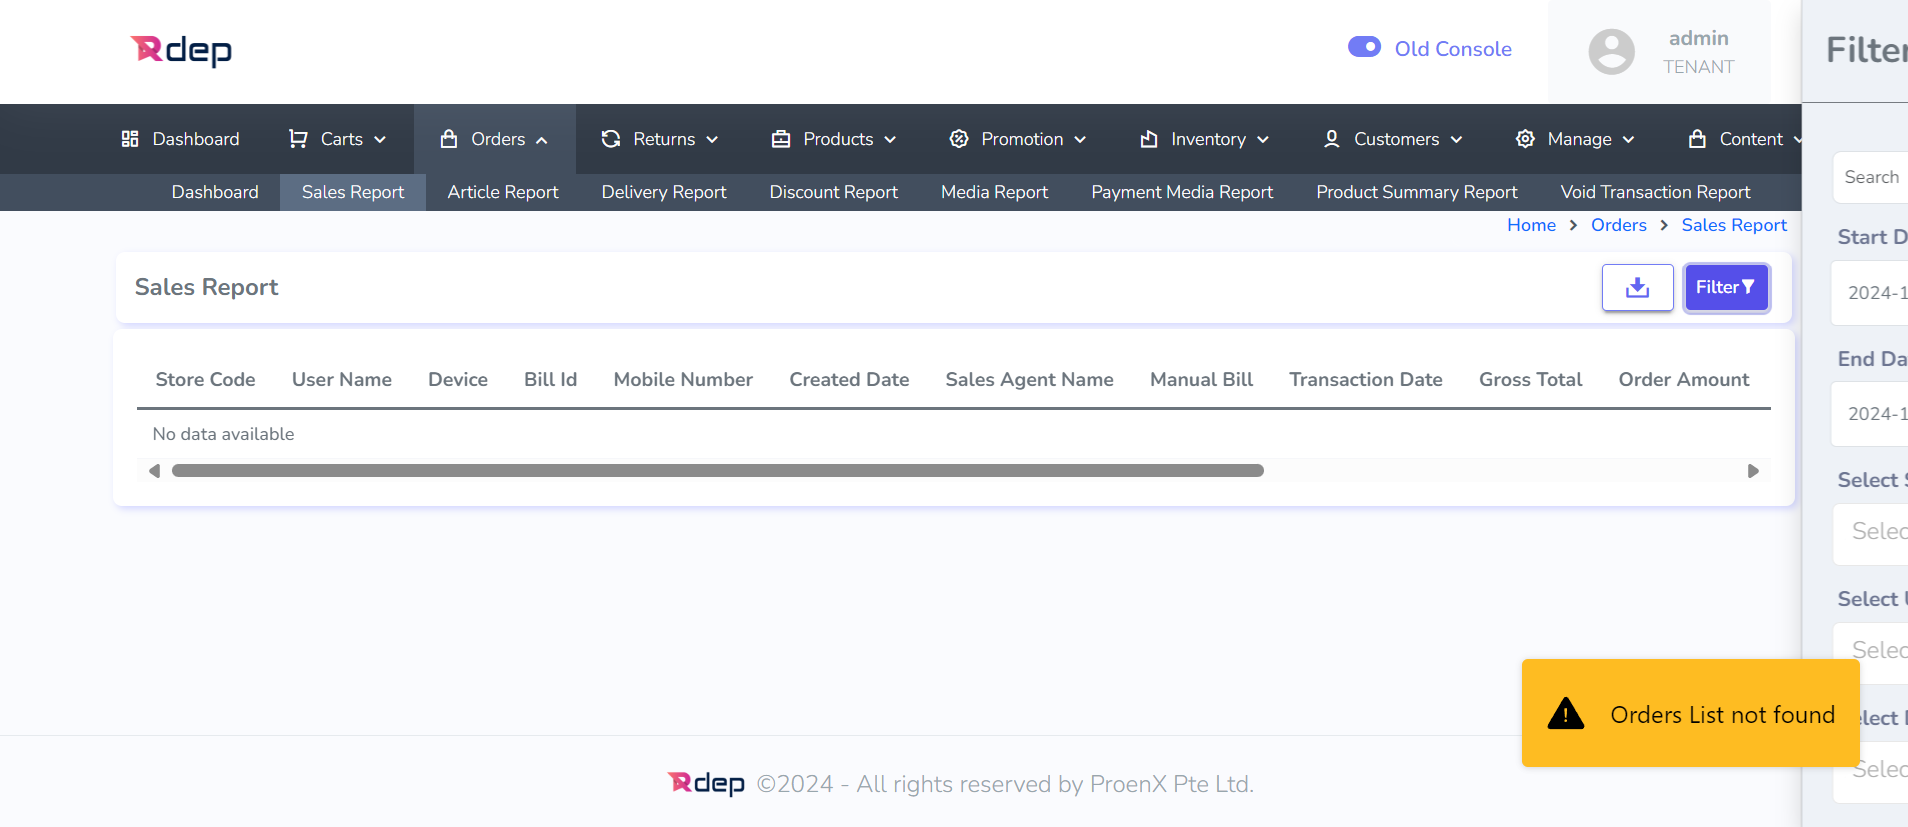 Rdep
Old Console
admin
TENANT
Filter
Dashboard Carts Orders Returns Products Promotion Inventory Customers Manage Content
Dashboard Sales Report Article Report Delivery Report Discount Report Media Report Payment Media Report Product Summary Report Void Transaction Report
Home > Orders > Sales Report
Sales Report
Filter
Store Code User Name Device Bill Id Mobile Number Created Date Sales Agent Name Manual Bill Transaction Date Gross Total Order Amount
No data available
Search
Start D
2024-1
End Da
2024-1
Select S
Selec
Select U
Selec
elect
Selec
Orders List not found
Rdep ©2024 - All rights reserved by ProenX Pte Ltd.